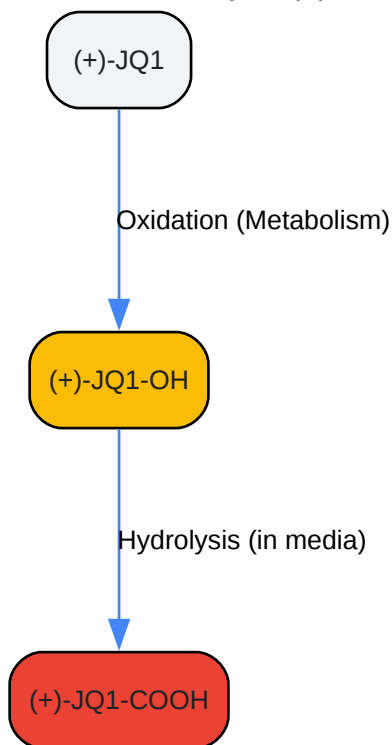 (+)-JQ1
Oxidation (Metabolism)
(+)-JQ1-OH
Hydrolysis (in media)
(+)-JQ1-COOH